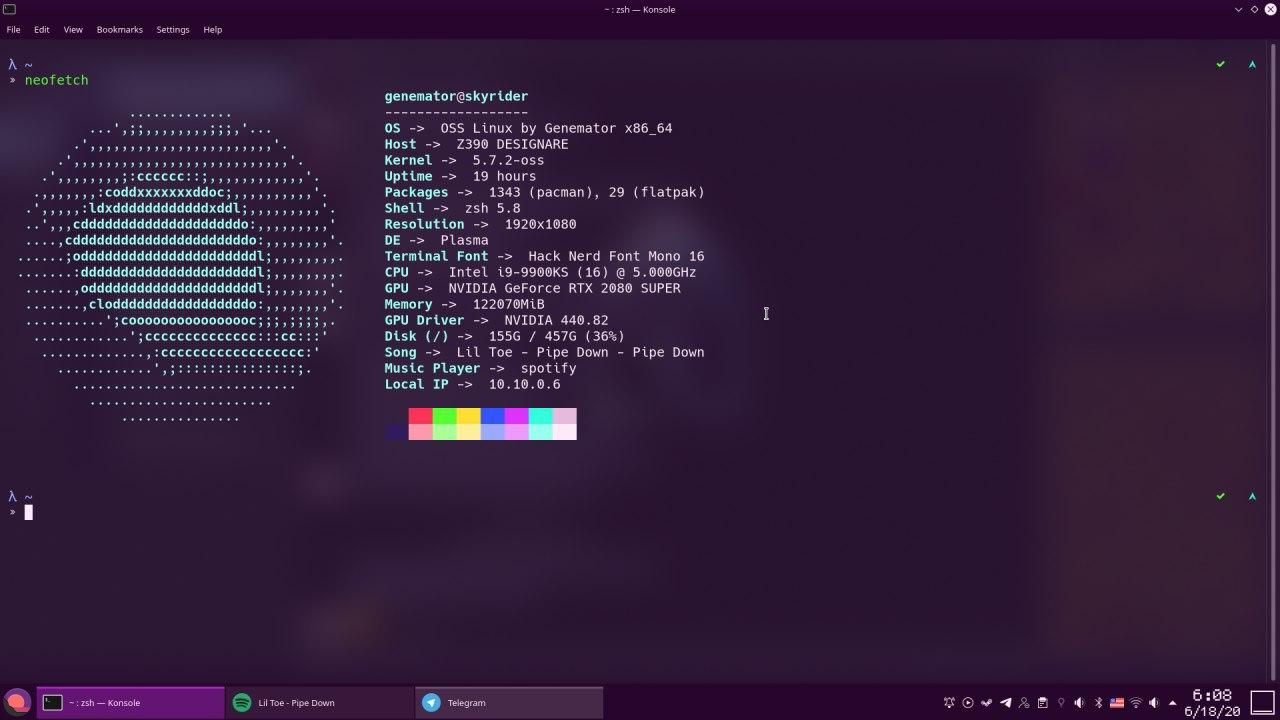 ~ : zsh — Konsole
File Edit View Bookmarks Settings Help
λ ~
» neofetch
genemator@skyrider
------------------
OS -> OSS Linux by Genemator x86_64
Host -> Z390 DESIGNARE
Kernel -> 5.7.2-oss
Uptime -> 19 hours
Packages -> 1343 (pacman), 29 (flatpak)
Shell -> zsh 5.8
Resolution -> 1920x1080
DE -> Plasma
Terminal Font -> Hack Nerd Font Mono 16
CPU -> Intel i9-9900KS (16) @ 5.000GHz
GPU -> NVIDIA GeForce RTX 2080 SUPER
Memory -> 122070MiB
GPU Driver -> NVIDIA 440.82
Disk (/) -> 155G / 457G (36%)
Song -> Lil Toe - Pipe Down - Pipe Down
Music Player -> spotify
Local IP -> 10.10.0.6
λ ~
»
~ : zsh — Konsole
Lil Toe - Pipe Down
Telegram
6:08
6/18/20